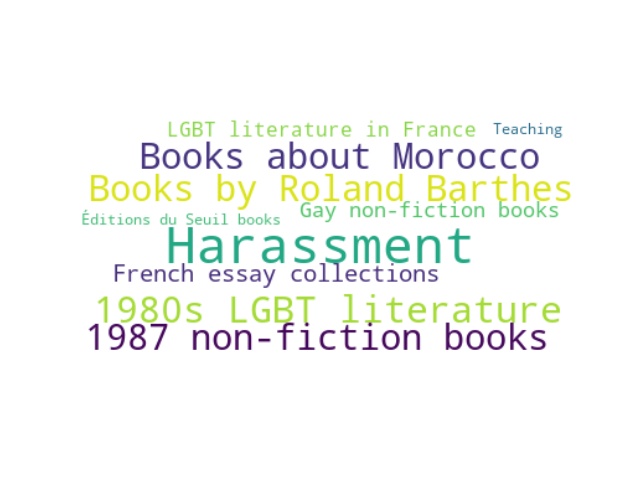 LGBT literature in France
Teaching
Books about Morocco
Books by Roland Barthes
Gay non-fiction books
Éditions du Seuil books
Harassment
French essay collections
1980s LGBT literature
1987 non-fiction books